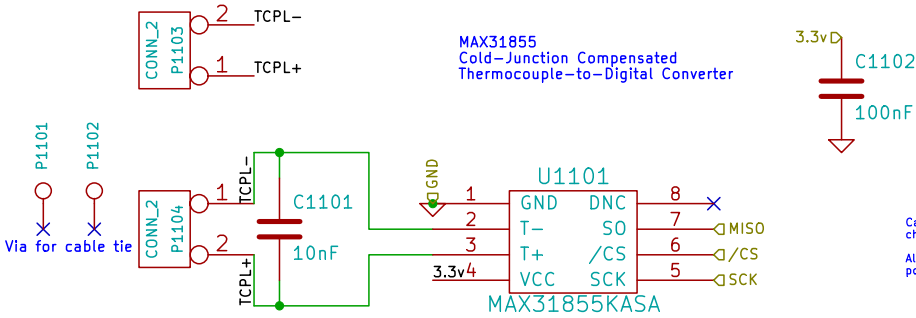 2
TCPL-
CONN_2
P1103
1
TCPL+
MAX31855
Cold-Junction Compensated
Thermocouple-to-Digital Converter
3.3v
C1102
100nF
P1101
P1102
Via for cable tie
CONN_2
P1104
1
TCPL-
2
TCPL+
C1101
10nF
GND
U1101
1 GND DNC 8
2 T- SO 7 MISO
3 T+ /CS 6 /CS
3.3v 4 VCC SCK 5 SCK
MAX31855KASA